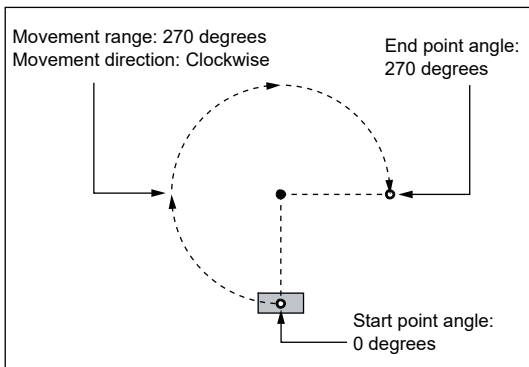 Movement range: 270 degrees
Movement direction: Clockwise
End point angle:
270 degrees
Start point angle:
0 degrees